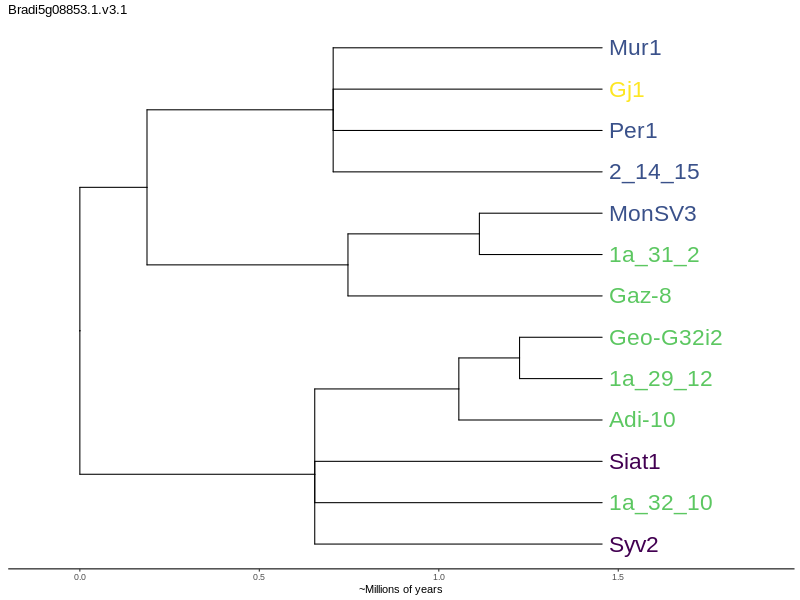 Bradi5g08853.1.v3.1
Mur1
Gj1
Per1
2_14_15
MonSV3
1a_31_2
Gaz-8
Geo-G32i2
1a_29_12
Adi-10
Siat1
1a_32_10
Syv2
0.0 0.5 1.0 1.5
~Millions of years